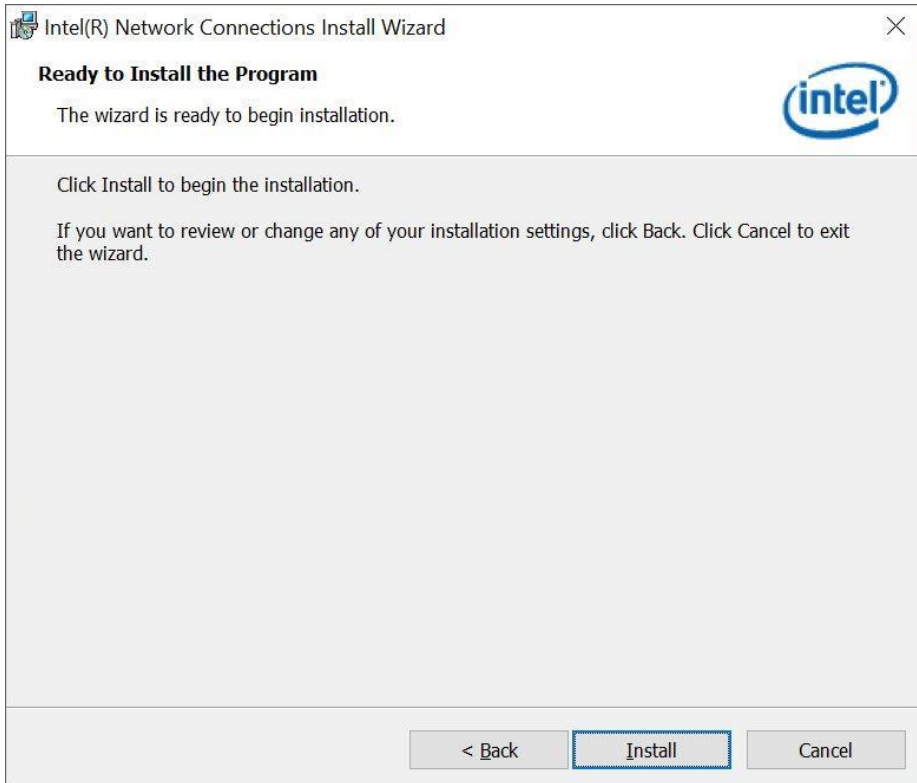 Intel(R) Network Connections Install Wizard
Ready to Install the Program
The wizard is ready to begin installation.
intel
Click Install to begin the installation.
If you want to review or change any of your installation settings, click Back. Click Cancel to exit
the wizard.
< Back
Install
Cancel